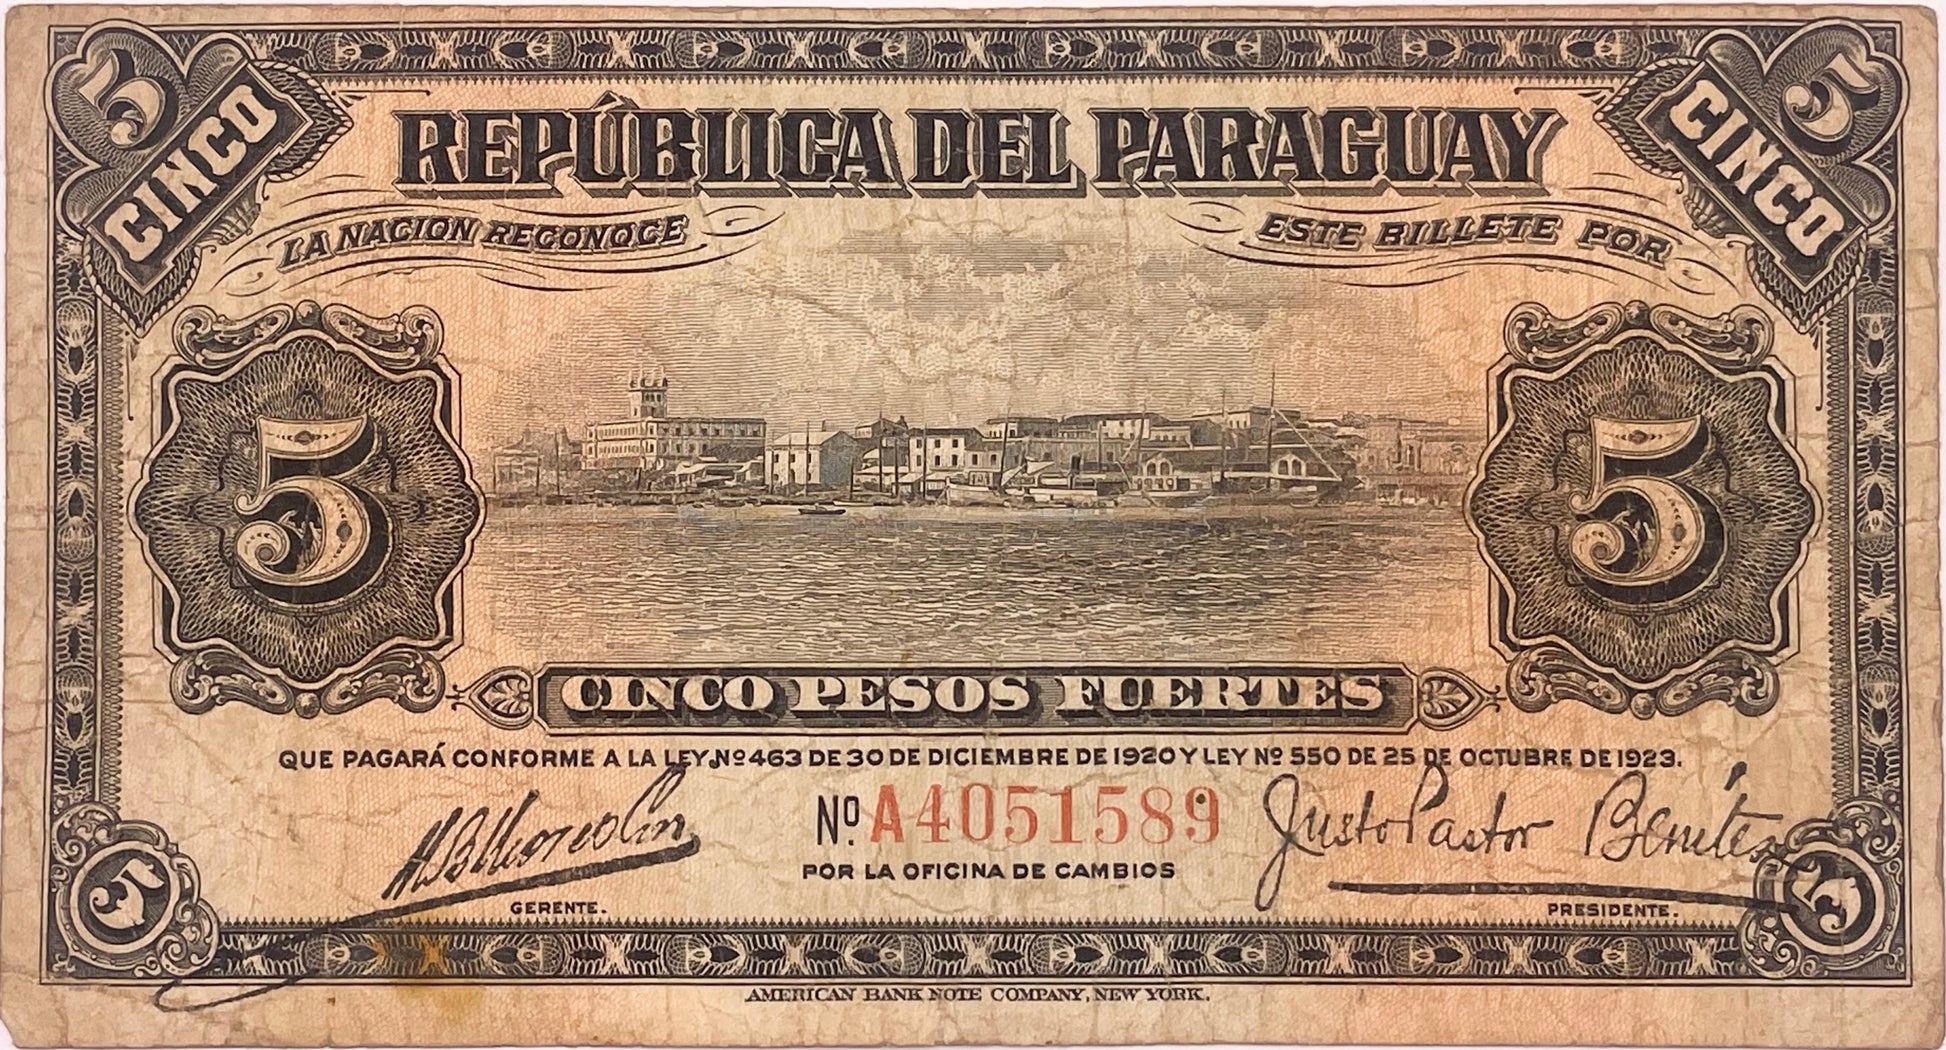 5 CINCO
CINCO 5
REPÚBLICA DEL PARAGUAY
LA NACION RECONOCE
ESTE BILLETE POR
5
5
CINCO PESOS FUERTES
QUE PAGARÁ CONFORME A LA LEY Nº 463 DE 30 DE DICIEMBRE DE 1920 Y LEY Nº 550 DE 25 DE OCTUBRE DE 1923.
Nº. A4051589
Justo Pastor Benítez
POR LA OFICINA DE CAMBIOS
GERENTE.
PRESIDENTE.
5
5
AMERICAN BANK NOTE COMPANY, NEW YORK.